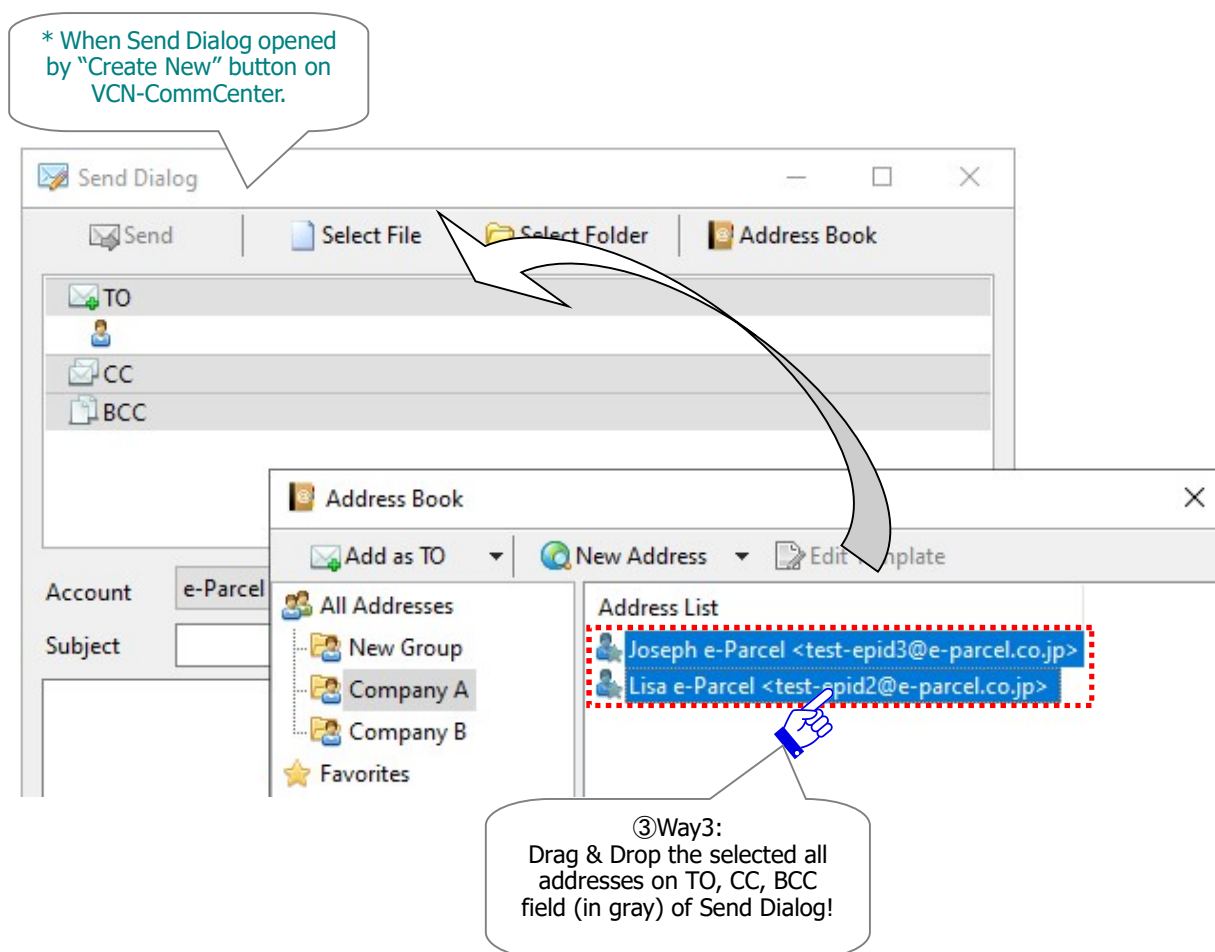 * When Send Dialog opened
by “Create New” button on
VCN-CommCenter.
Send Dialog
Send
Select File
Select Folder
Address Book
TO
CC
BCC
Address Book
Add as TO
New Address
Edit Template
Account
e-Parcel
Subject
All Addresses
New Group
Company A
Company B
Favorites
Address List
Joseph e-Parcel <test-epid3@e-parcel.co.jp>
Lisa e-Parcel <test-epid2@e-parcel.co.jp>
③Way3:
Drag & Drop the selected all
addresses on TO, CC, BCC
field (in gray) of Send Dialog!